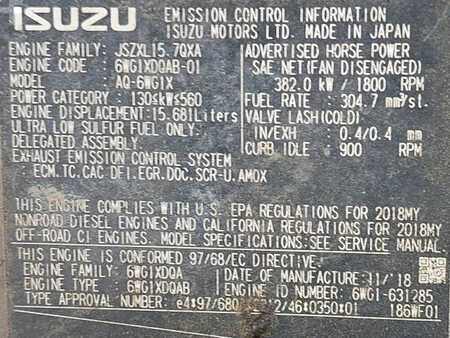 ISUZU EMISSION CONTROL INFORMATION
ISUZU MOTORS LTD. MADE IN JAPAN
ENGINE FAMILY: JSZXL15.7QXA
ENGINE CODE : 6WG1XDQAB-01
MODEL: AQ-6WG1X
POWER CATEGORY : 130≤kW≤560
ENGINE DISPLACEMENT:15.681Liters
ULTRA LOW SULFUR FUEL ONLY.
DELEGATED ASSEMBLY
EXHAUST EMISSION CONTROL SYSTEM
: ECM.TC.CAC DFI.EGR.DOC.SCR-U.AMOX
ADVERTISED HORSE POWER
SAE NET(FAN DISENGAGED)
382.0 kW / 1800 RPM
FUEL RATE : 304.7 mm³/st.
VALVE LASH(COLD)
IN/EXH : 0.4/0.4 mm
CURB IDLE : 900 RPM
THIS ENGINE COMPLIES WITH U.S. EPA REGULATIONS FOR 2018MY
NONROAD DIESEL ENGINES AND CALIFORNIA REGULATIONS FOR 2018MY
OFF-ROAD CI ENGINES. MODEL SPECIFICATIONS:SEE SERVICE MANUAL.
THIS ENGINE IS CONFORMED 97/68/EC DIRECTIVE.
ENGINE FAMILY : 6WG1XDQA
ENGINE TYPE : 6WG1XDQAB
DATE OF MANUFACTURE:11/'18
ENGINE ID NUMBER: 6WG1-631285
TYPE APPROVAL NUMBER: e4*97/680 2/46*0350*01
186WF01